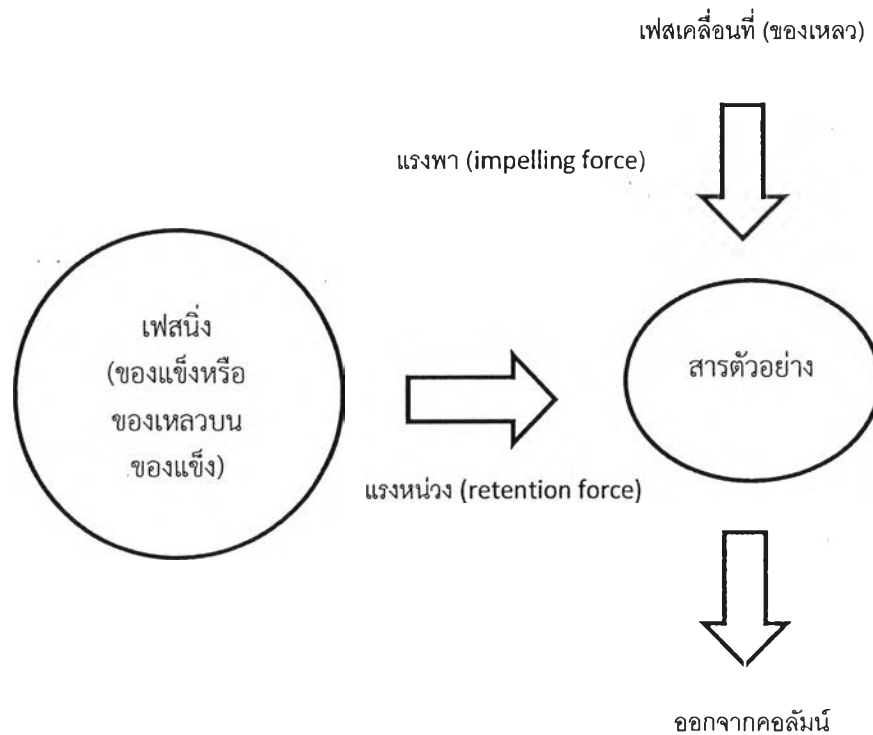 เฟสเคลื่อนที่ (ของเหลว)
แรงพา (impelling force)
เฟสนิ่ง
(ของแข็งหรือ
ของเหลวบน
ของแข็ง)
สารตัวอย่าง
แรงหน่วง (retention force)
ออกจากคอลัมน์